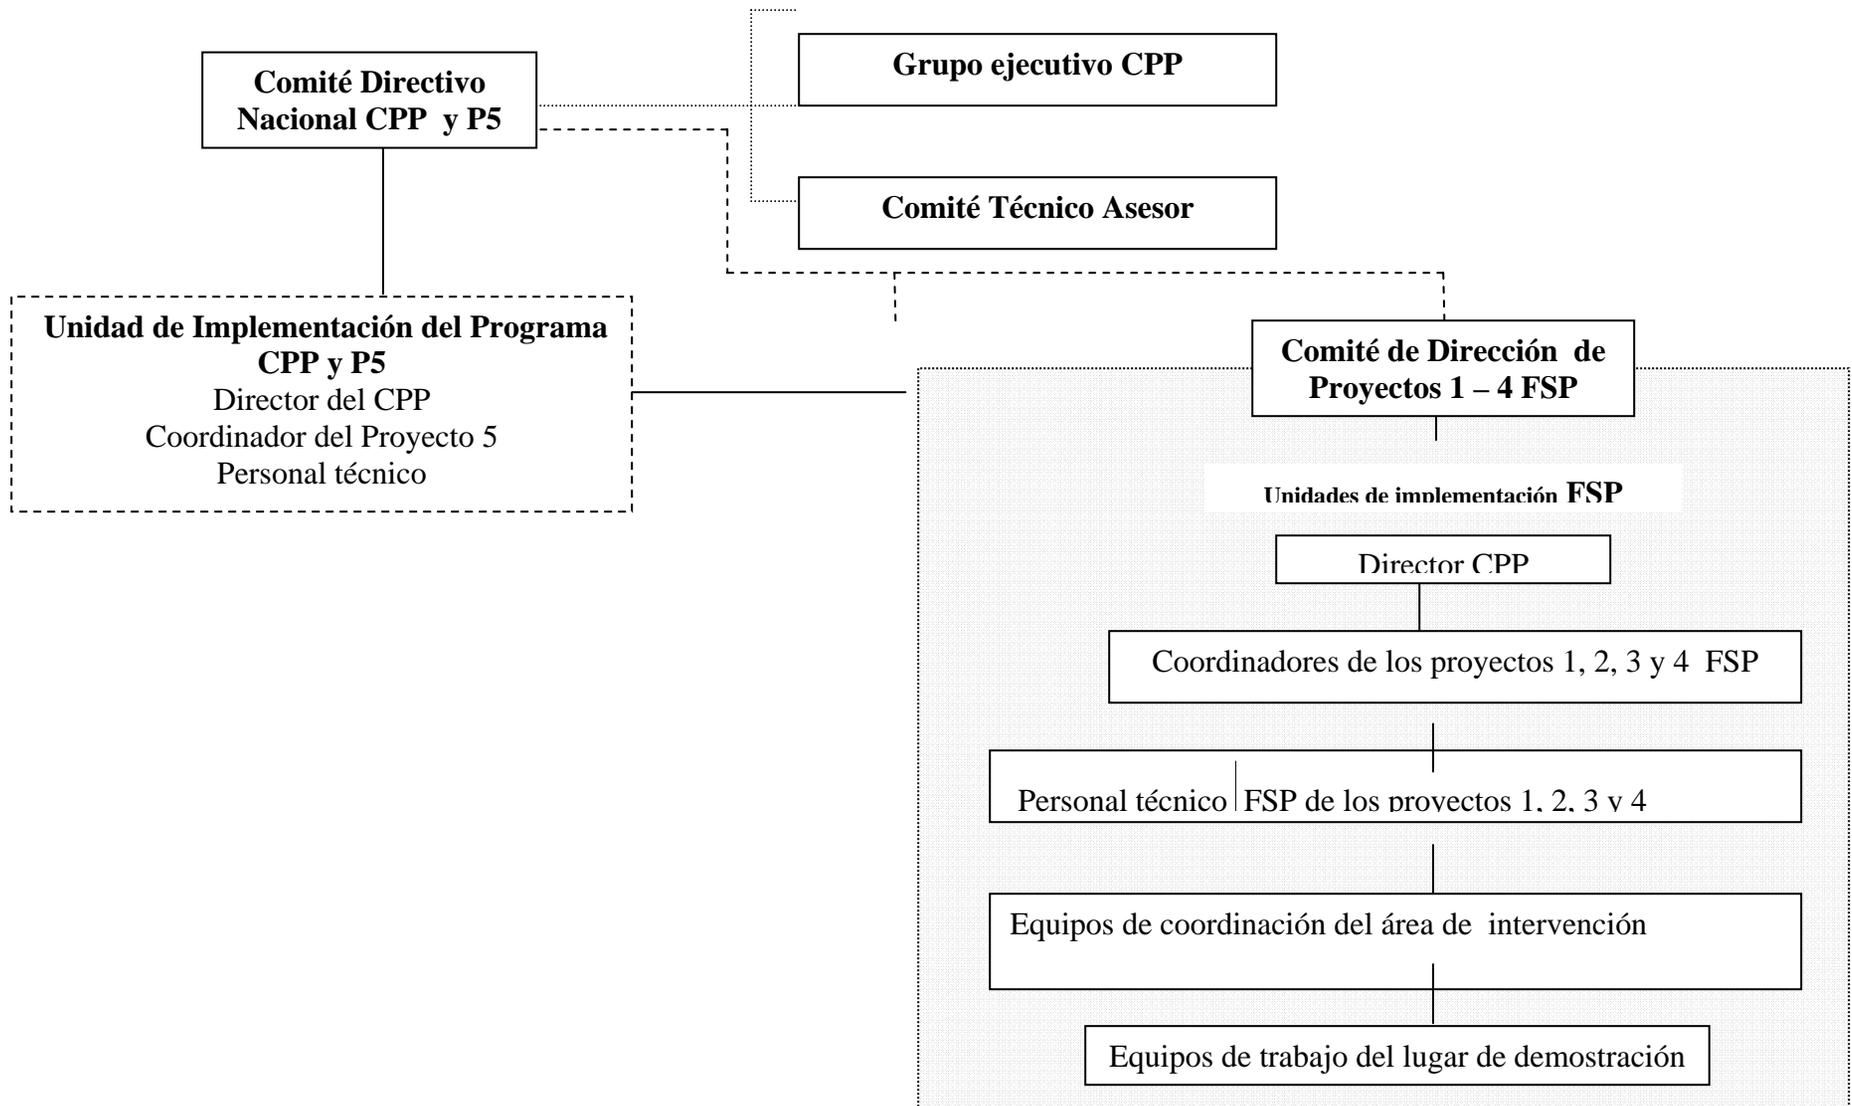 Grupo ejecutivo CPP
Comité Directivo
Nacional CPP y P5
Comité Técnico Asesor
Unidad de Implementación del Programa
CPP y P5
Director del CPP
Coordinador del Proyecto 5
Personal técnico
Comité de Dirección de
Proyectos 1 – 4 FSP
Unidades de implementación FSP
Director CPP
Coordinadores de los proyectos 1, 2, 3 y 4 FSP
Personal técnico FSP de los proyectos 1, 2, 3 y 4
Equipos de coordinación del área de intervención
Equipos de trabajo del lugar de demostración